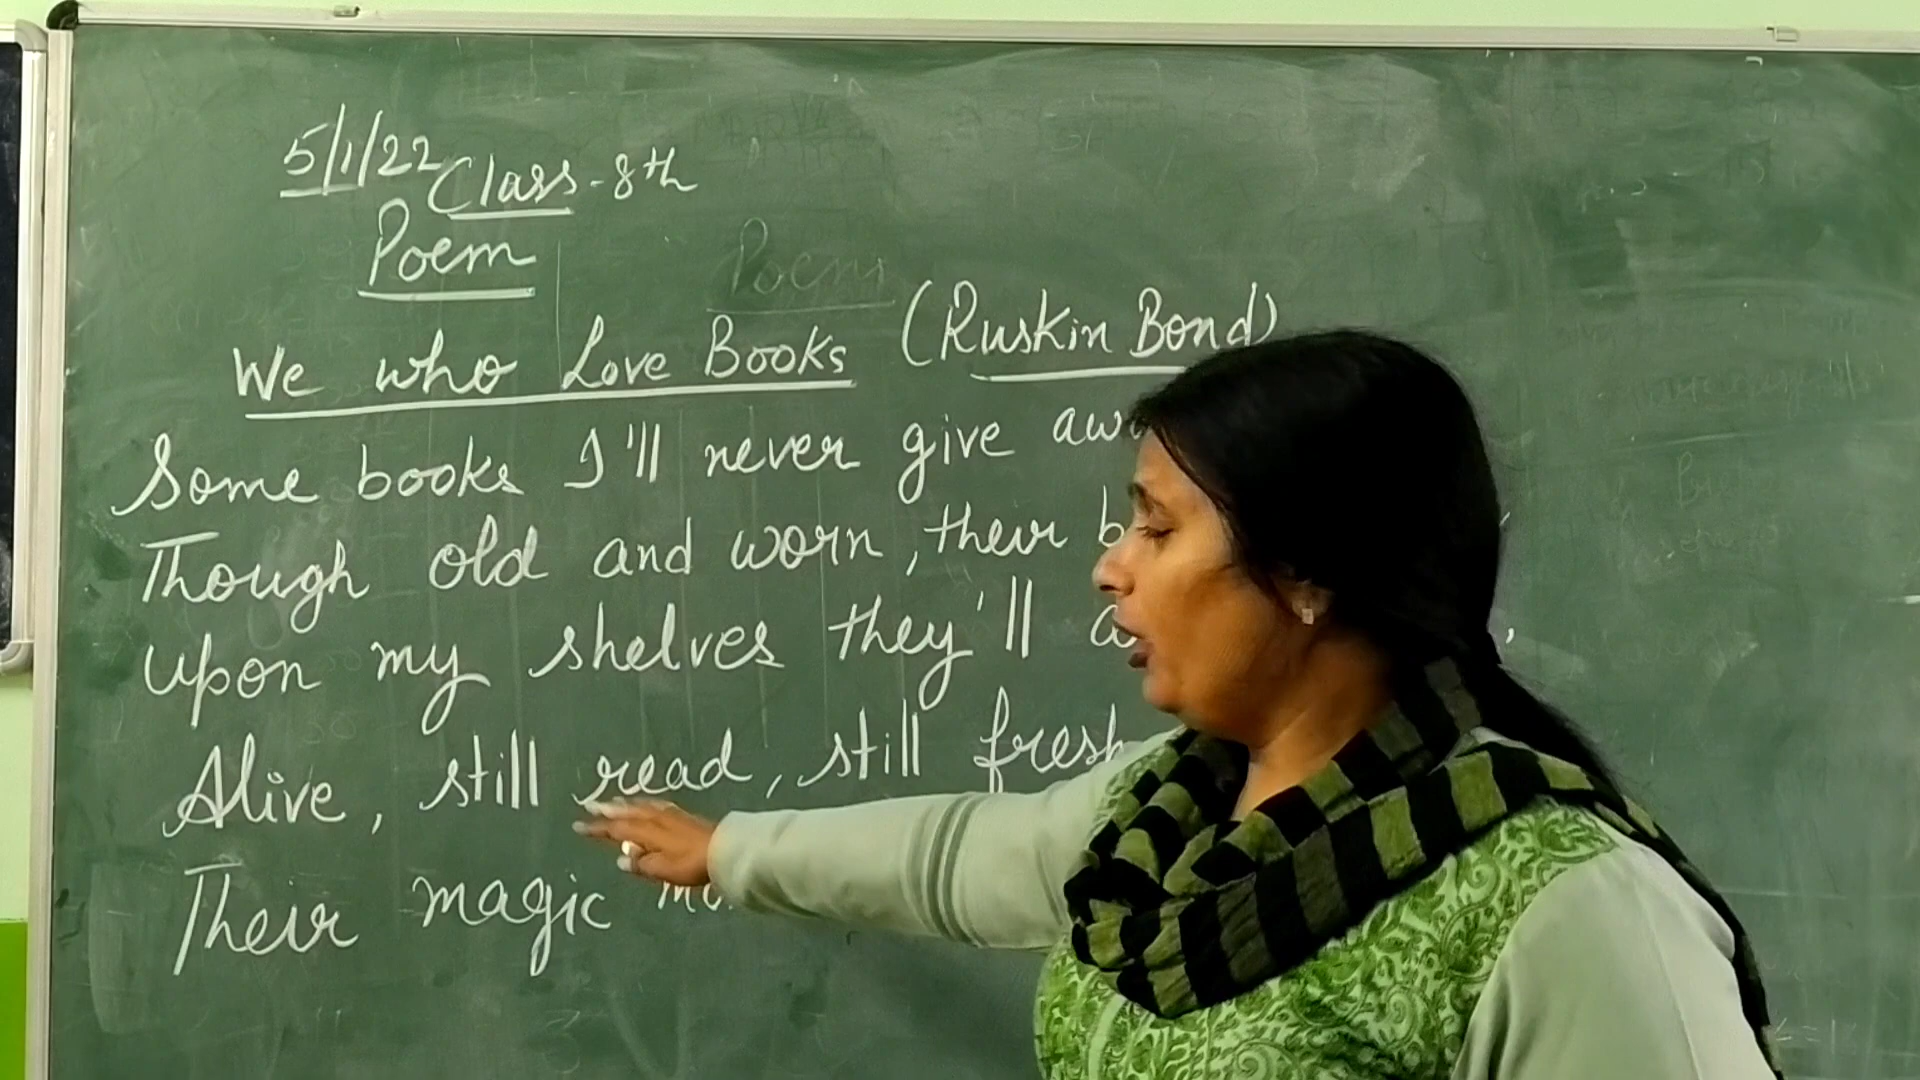 5/1/22 Class - 8th
Poem
Poem
We who Love Books (Ruskin Bond)
Some books I'll never give
Though old and worn, their
upon my shelves they'll
Alive, still read, still fresh
Their magic